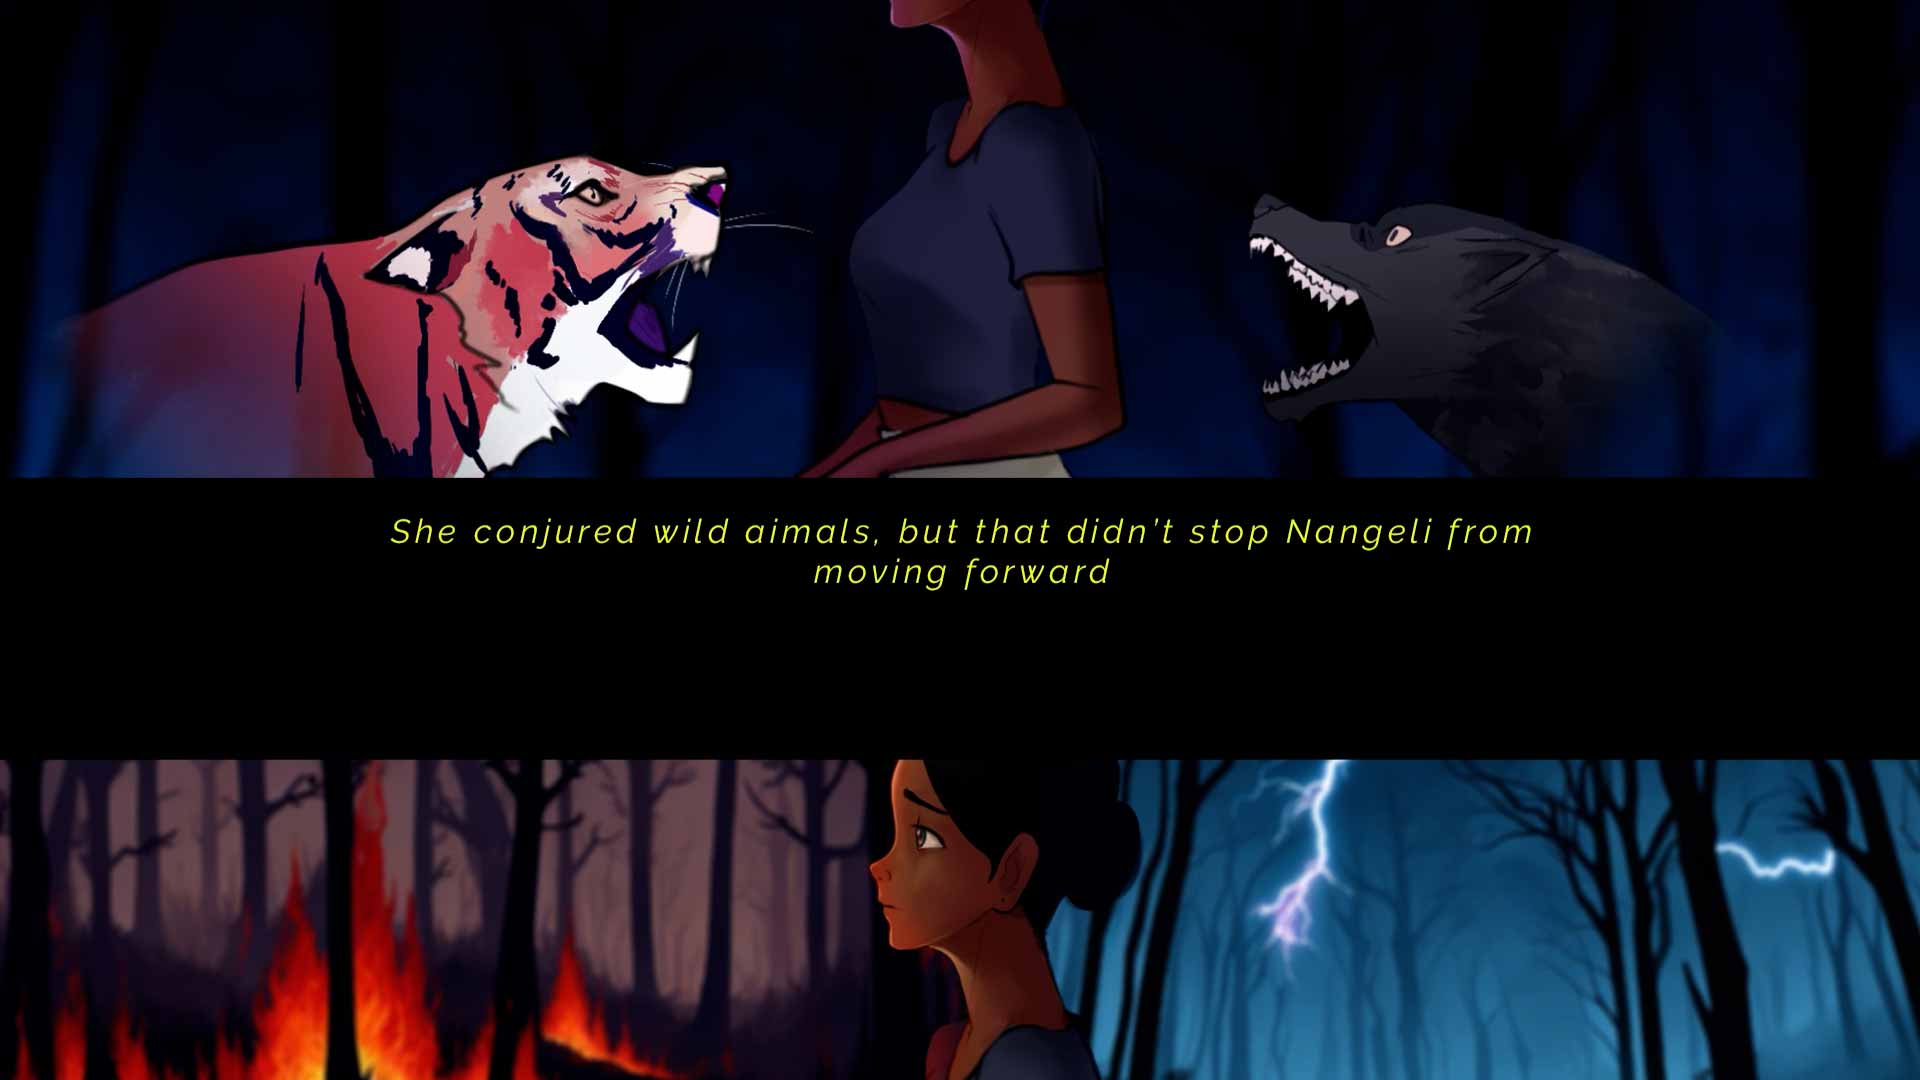 She conjured wild aimals, but that didn't stop Nangeli from
moving forward